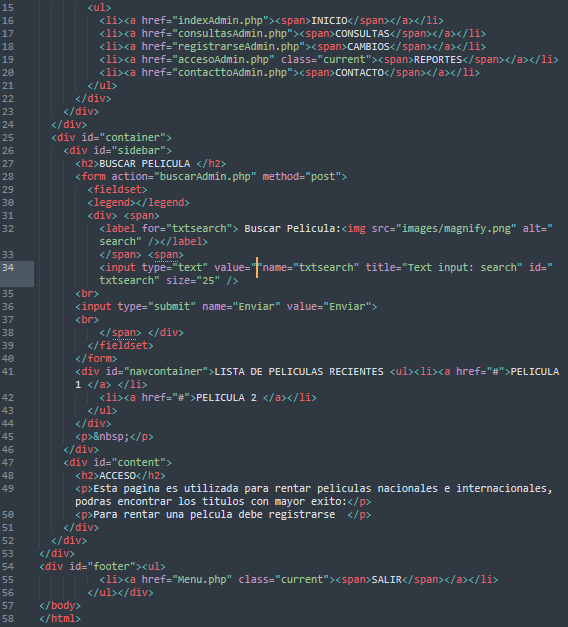 15 <ul>
16 <li><a href="indexAdmin.php"><span>INICIO</span></a></li>
17 <li><a href="consultasAdmin.php"><span>CONSULTAS</span></a></li>
18 <li><a href="registrarseAdmin.php"><span>CAMBIOS</span></a></li>
19 <li><a href="accesoAdmin.php" class="current"><span>REPORTES</span></a></li>
20 <li><a href="contacttoAdmin.php"><span>CONTACTO</span></a></li>
21 </ul>
22 </div>
23 </div>
24 </div>
25 <div id="container">
26 <div id="sidebar">
27 <h2>BUSCAR PELICULA </h2>
28 <form action="buscarAdmin.php" method="post">
29 <fieldset>
30 <legend></legend>
31 <div> <span>
32 <label for="txtsearch"> Buscar Pelicula:<img src="images/magnify.png" alt="
search" /></label>
33 </span> <span>
34 <input type="text" value=""name="txtsearch" title="Text input: search" id="
txtsearch" size="25" />
35 <br>
36 <input type="submit" name="Enviar" value="Enviar">
37 <br>
38 </span> </div>
39 </fieldset>
40 </form>
41 <div id="navcontainer">LISTA DE PELICULAS RECIENTES <ul><li><a href="#">PELICULA
1 </a> </li>
42 <li><a href="#">PELICULA 2 </a></li>
43 </ul>
44 </div>
45 <p>&nbsp;</p>
46 </div>
47 <div id="content">
48 <h2>ACCESO</h2>
49 <p>Esta pagina es utilizada para rentar peliculas nacionales e internacionales,
podras encontrar los titulos con mayor exito:</p>
50 <p>Para rentar una pelcula debe registrarse  </p>
51 </div>
52 </div>
53 </div>
54 <div id="footer"><ul>
55 <li><a href="Menu.php" class="current"><span>SALIR</span></a></li>
56 </ul></div>
57 </body>
58 </html>